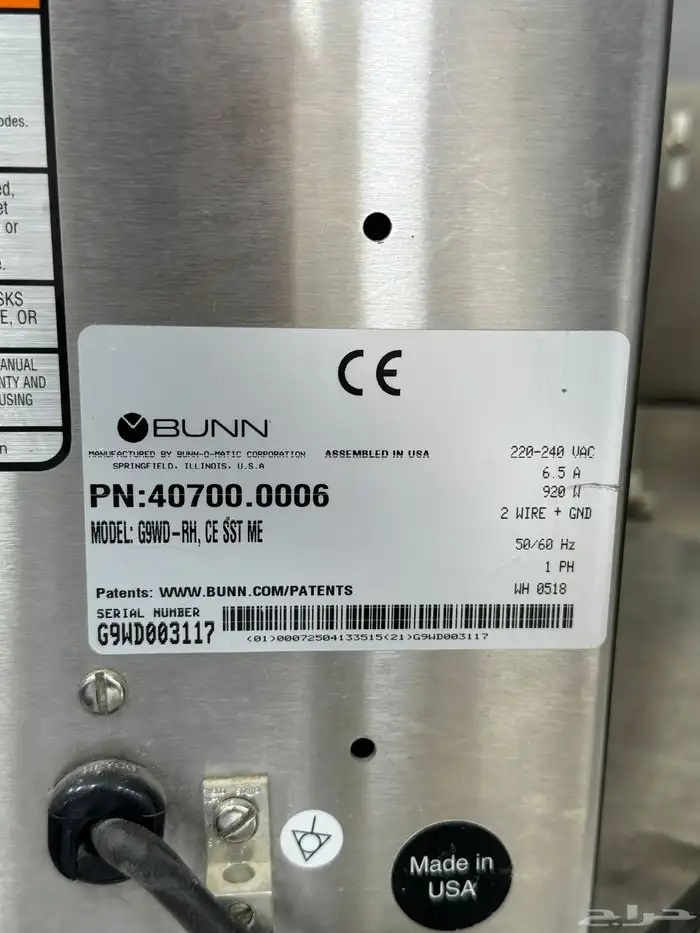 odes.
ed,
et
or
SKS
E, OR
ANUAL
NTY AND
USING
n
CE
BUNN
MANUFACTURED BY BUNN-O-MATIC CORPORATION
SPRINGFIELD, ILLINOIS, U.S.A
ASSEMBLED IN USA
PN:40700.0006
MODEL: G9WD-RH, CE SST ME
220-240 VAC
6.5 A
920 W
2 WIRE + GND
50/60 Hz
1 PH
WH 0518
Patents: WWW.BUNN.COM/PATENTS
SERIAL NUMBER
G9WD003117
(01)00072504133515(21)G9WD003117
HEYCO
Made in
USA
حراج